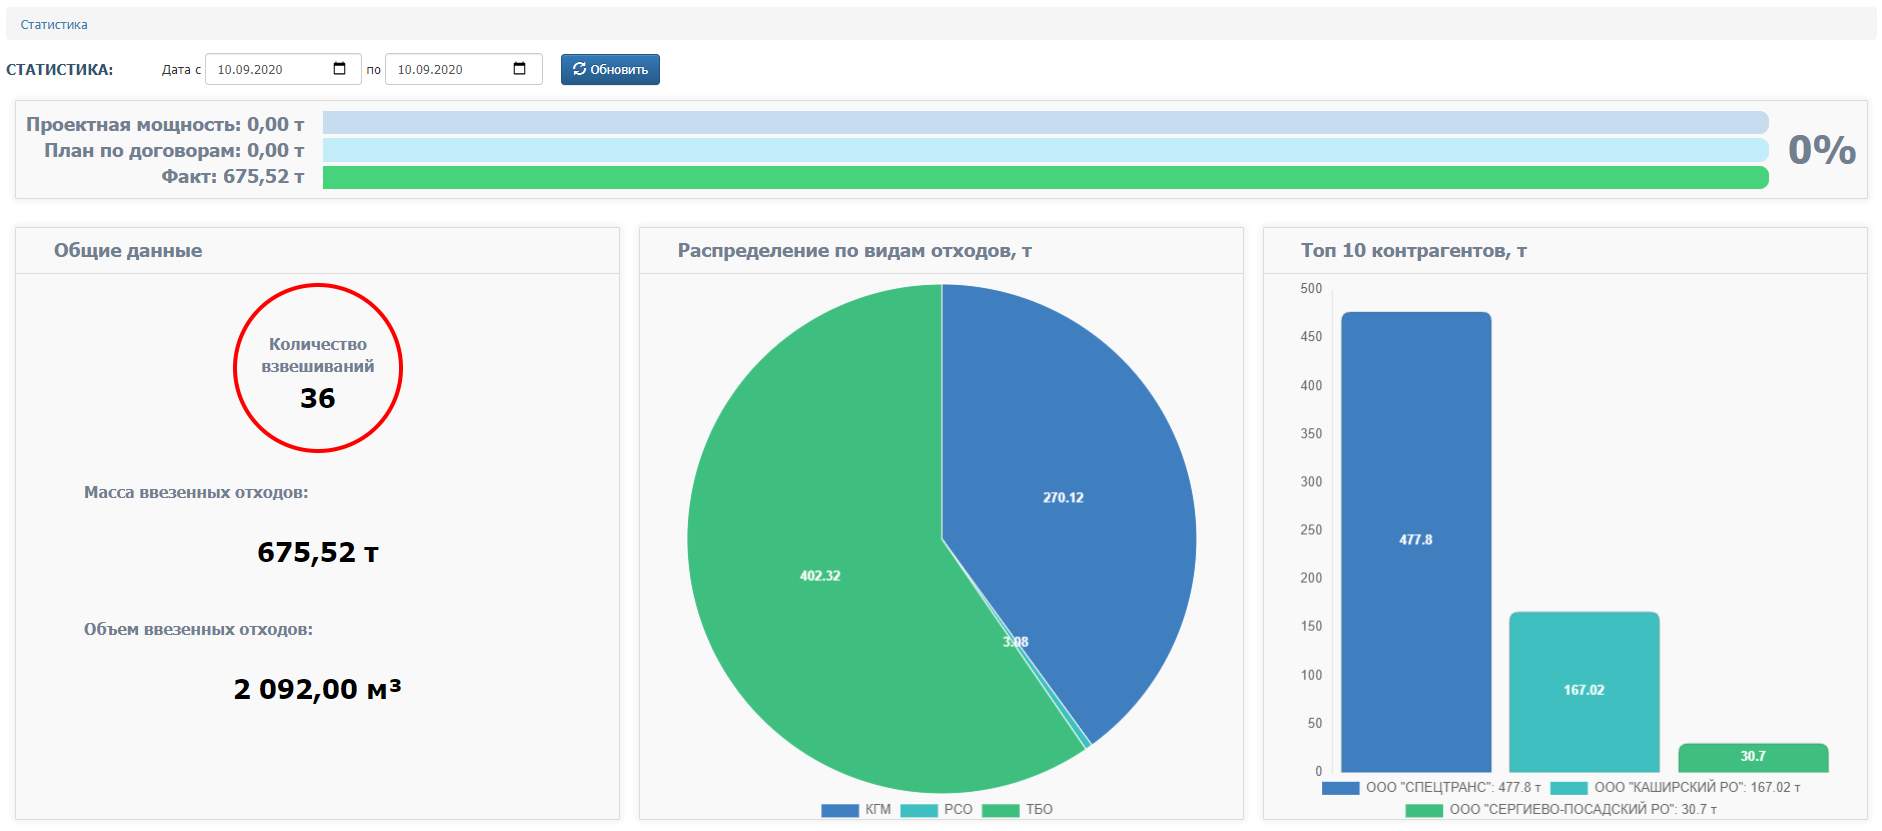 Статистика
СТАТИСТИКА: Дата с 10.09.2020 по 10.09.2020 Обновить
Проектная мощность: 0,00 т
План по договорам: 0,00 т
Факт: 675,52 т
0%
Общие данные
Количество
взвешиваний
36
Масса ввезенных отходов:
675,52 т
Объем ввезенных отходов:
2 092,00 м³
Распределение по видам отходов, т
270.12
402.32
3.08
КГМ РСО ТБО
Топ 10 контрагентов, т
500
450
400
350
300
250
200
150
100
50
0
477.8
167.02
30.7
ООО "СПЕЦТРАНС": 477.8 т ООО "КАШИРСКИЙ РО": 167.02 т
ООО "СЕРГИЕВО-ПОСАДСКИЙ РО": 30.7 т